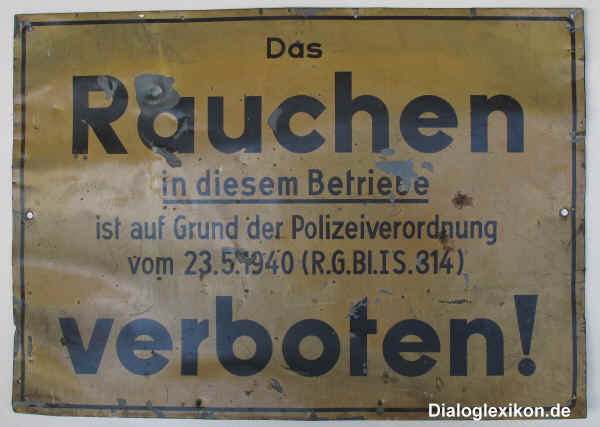 Das
Rauchen
in diesem Betriebe
ist auf Grund der Polizeiverordnung
vom 23.5.1940 (R.G.Bl.I S.314)
verboten!
Dialoglexikon.de